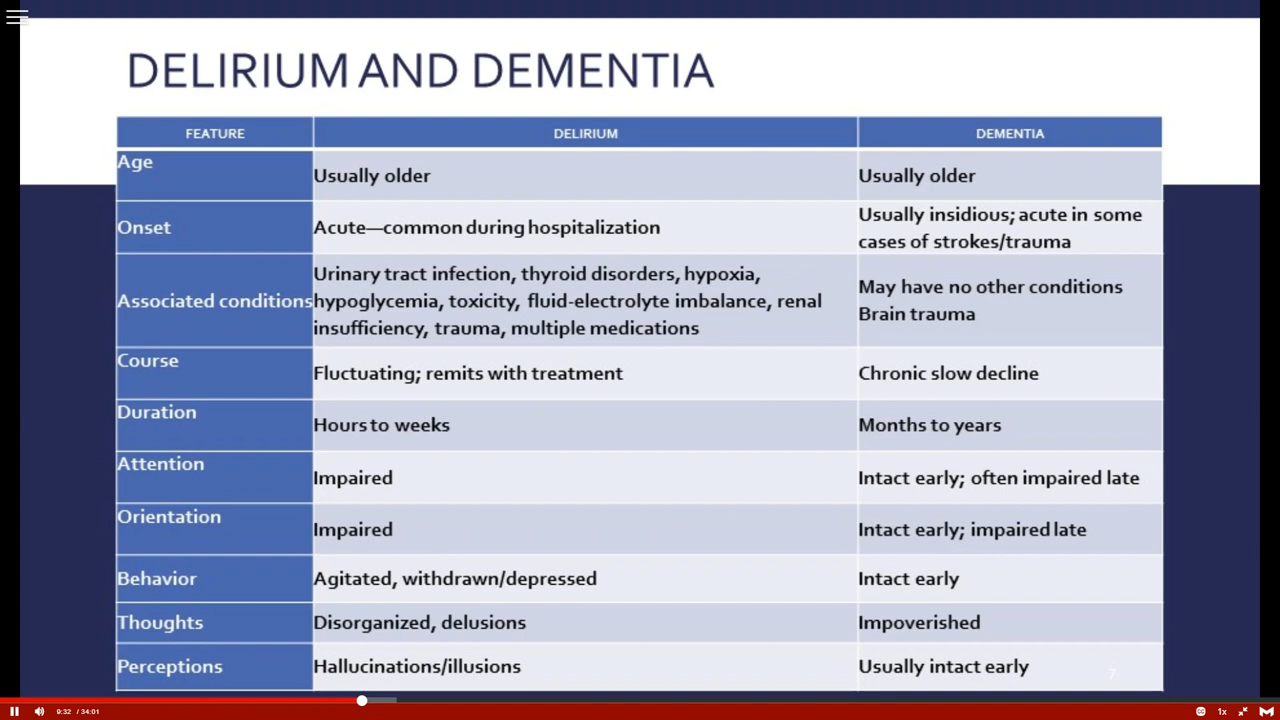 DELIRIUM AND DEMENTIA
FEATURE DELIRIUM DEMENTIA
Age Usually older Usually older
Onset Acute—common during hospitalization Usually insidious; acute in some
cases of strokes/trauma
Associated conditions Urinary tract infection, thyroid disorders, hypoxia,
hypoglycemia, toxicity, fluid-electrolyte imbalance, renal
insufficiency, trauma, multiple medications
May have no other conditions
Brain trauma
Course Fluctuating; remits with treatment Chronic slow decline
Duration Hours to weeks Months to years
Attention Impaired Intact early; often impaired late
Orientation Impaired Intact early; impaired late
Behavior Agitated, withdrawn/depressed Intact early
Thoughts Disorganized, delusions Impoverished
Perceptions Hallucinations/illusions Usually intact early
7
9:32 / 34:01 1x